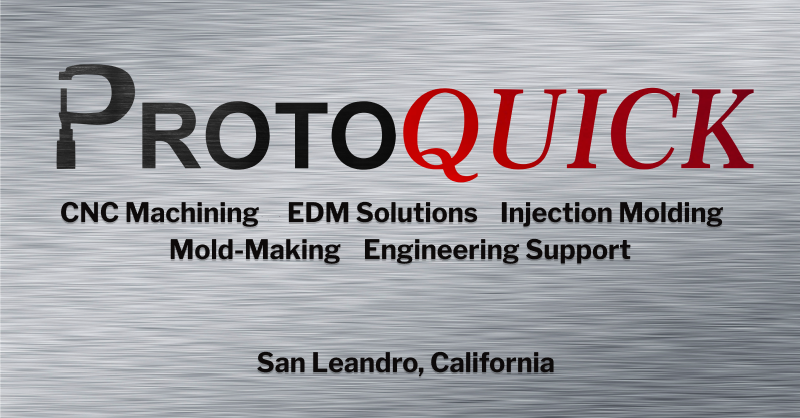 PROTOQUICK
CNC Machining EDM Solutions Injection Molding
Mold-Making Engineering Support
San Leandro, California